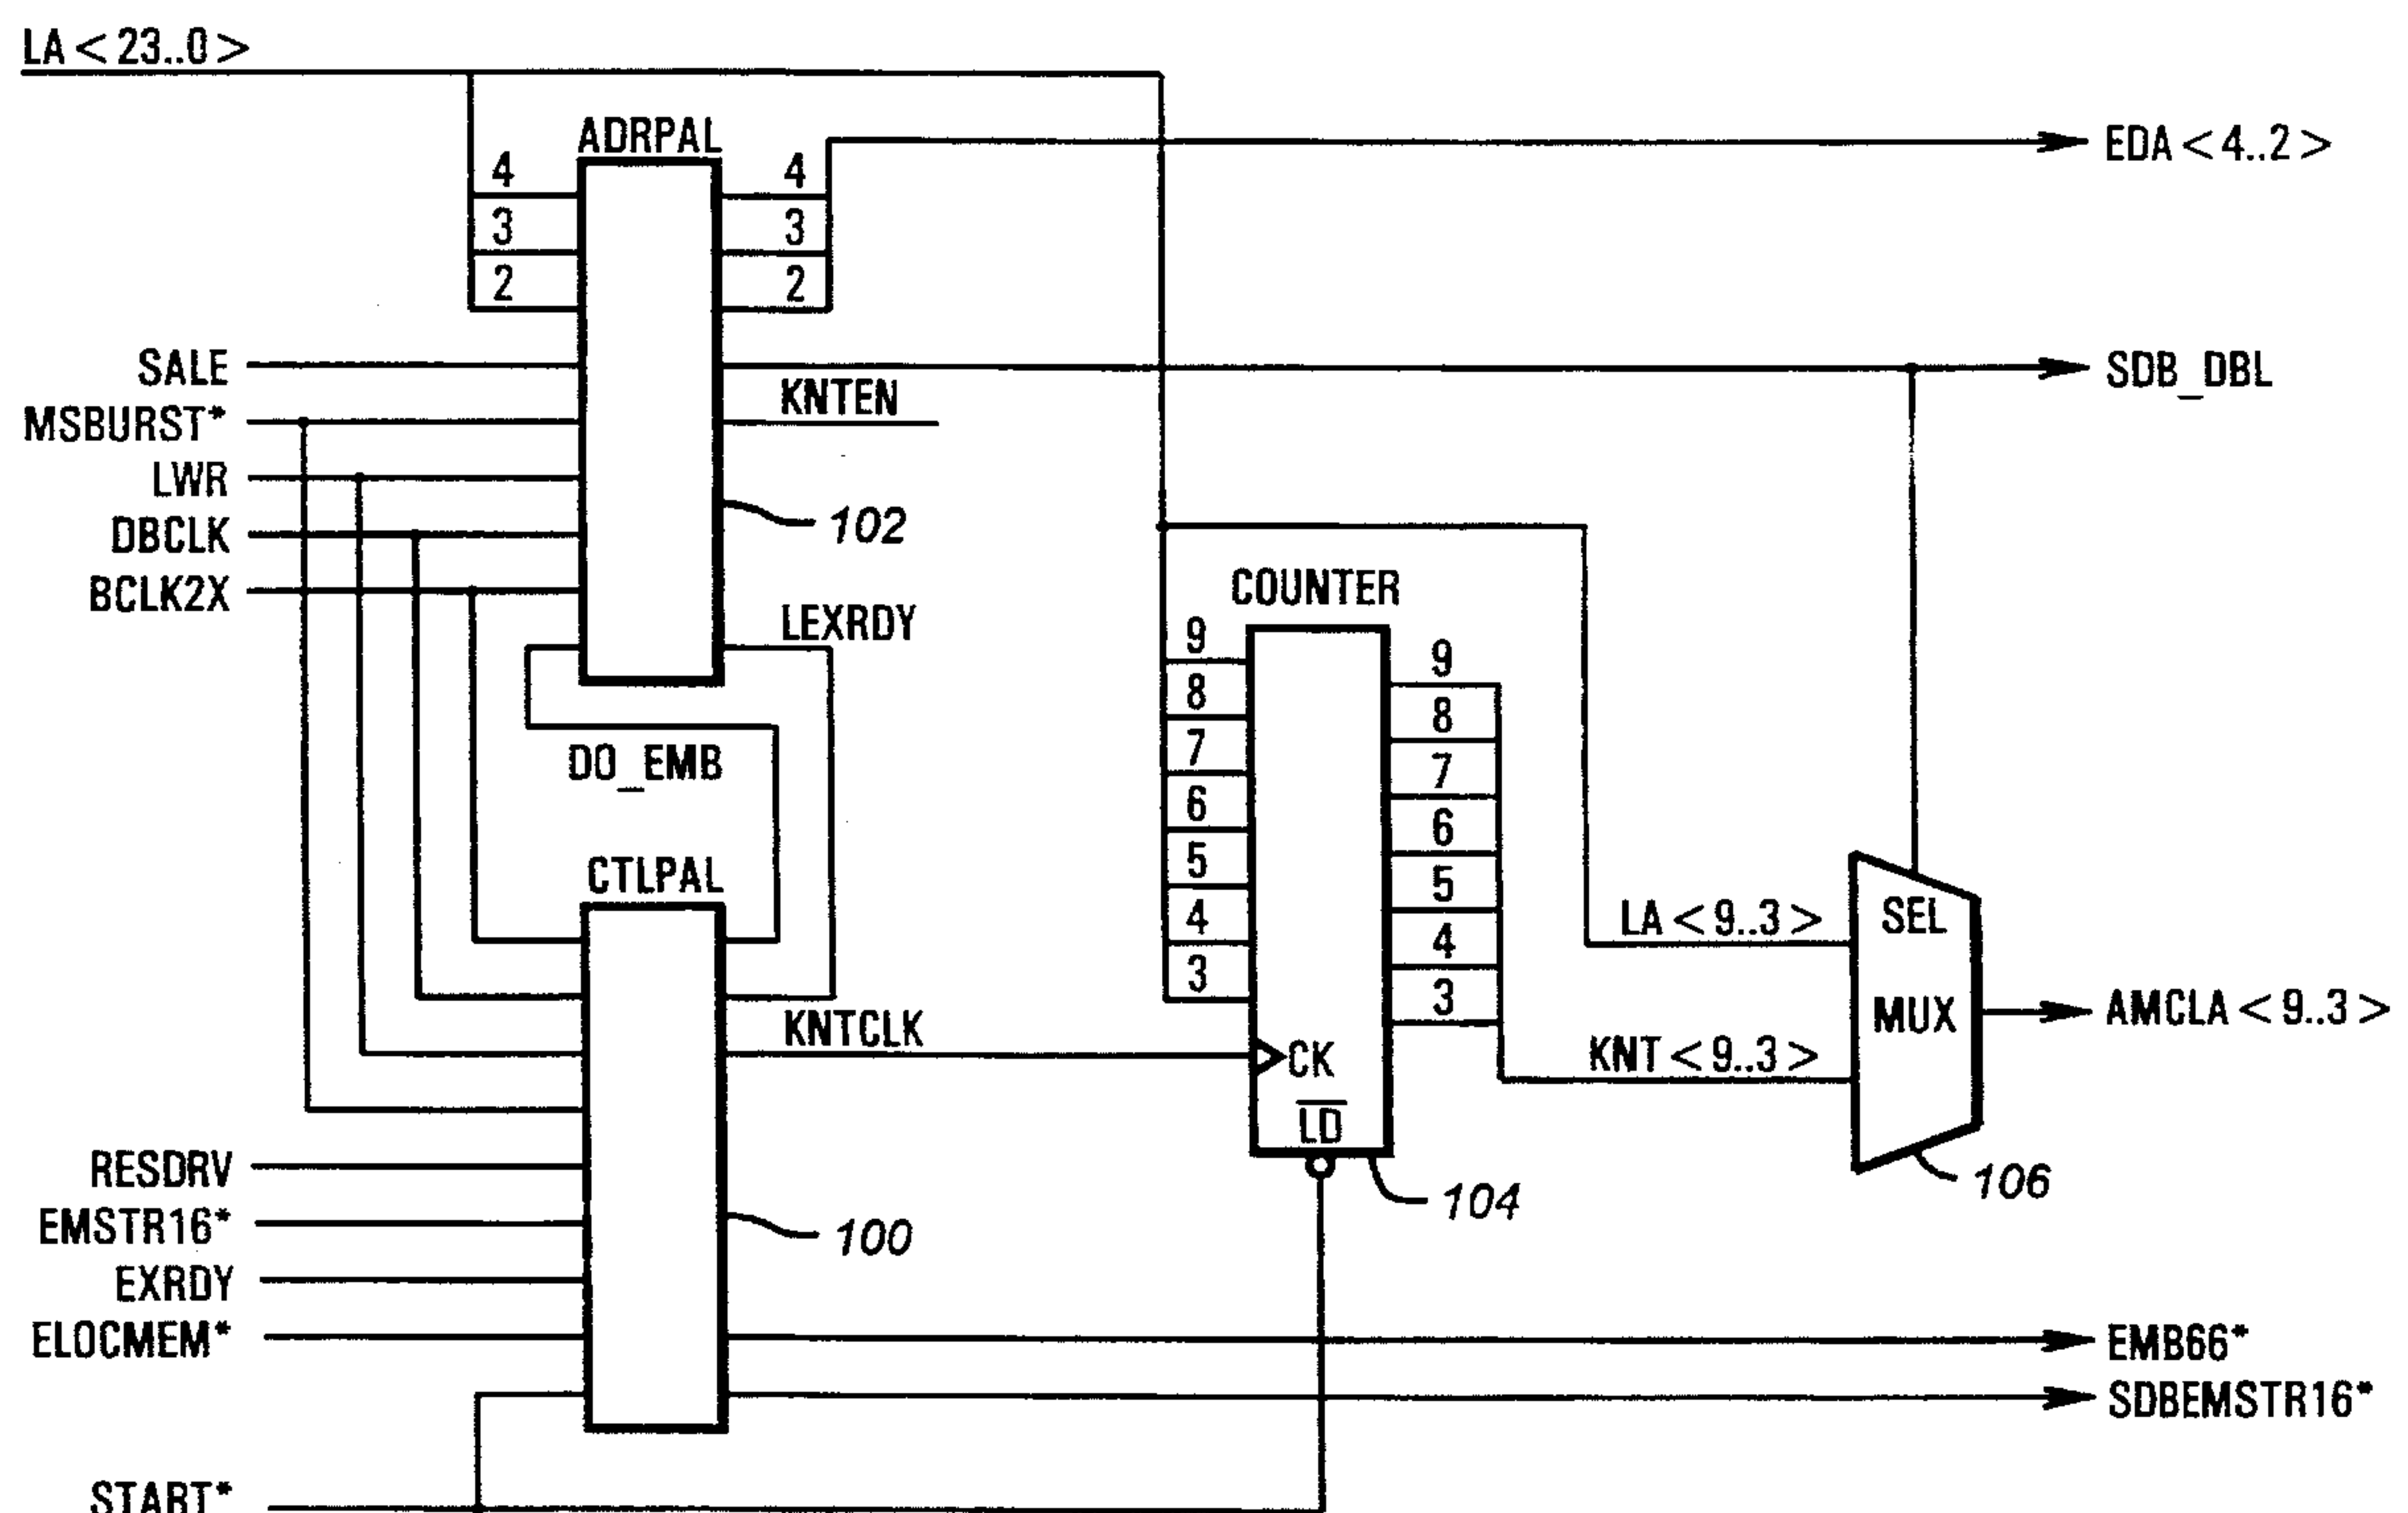 LA<23..0>
ADRPAL
4
3
2
4
3
2
EDA<4..2>
SALE
MSBURST*
LWR
DBCLK
BCLK2X
SDB_DBL
KNTEN
102
LEXRDY
DO_EMB
COUNTER
9
8
7
6
5
4
3
9
8
7
6
5
4
3
CK
LD
104
LA<9..3>
KNT<9..3>
SEL
MUX
106
AMCLA<9..3>
CTLPAL
KNTCLK
100
RESDRV
EMSTR16*
EXRDY
ELOCMEM*
EMB66*
SDBEMSTR16*
START*